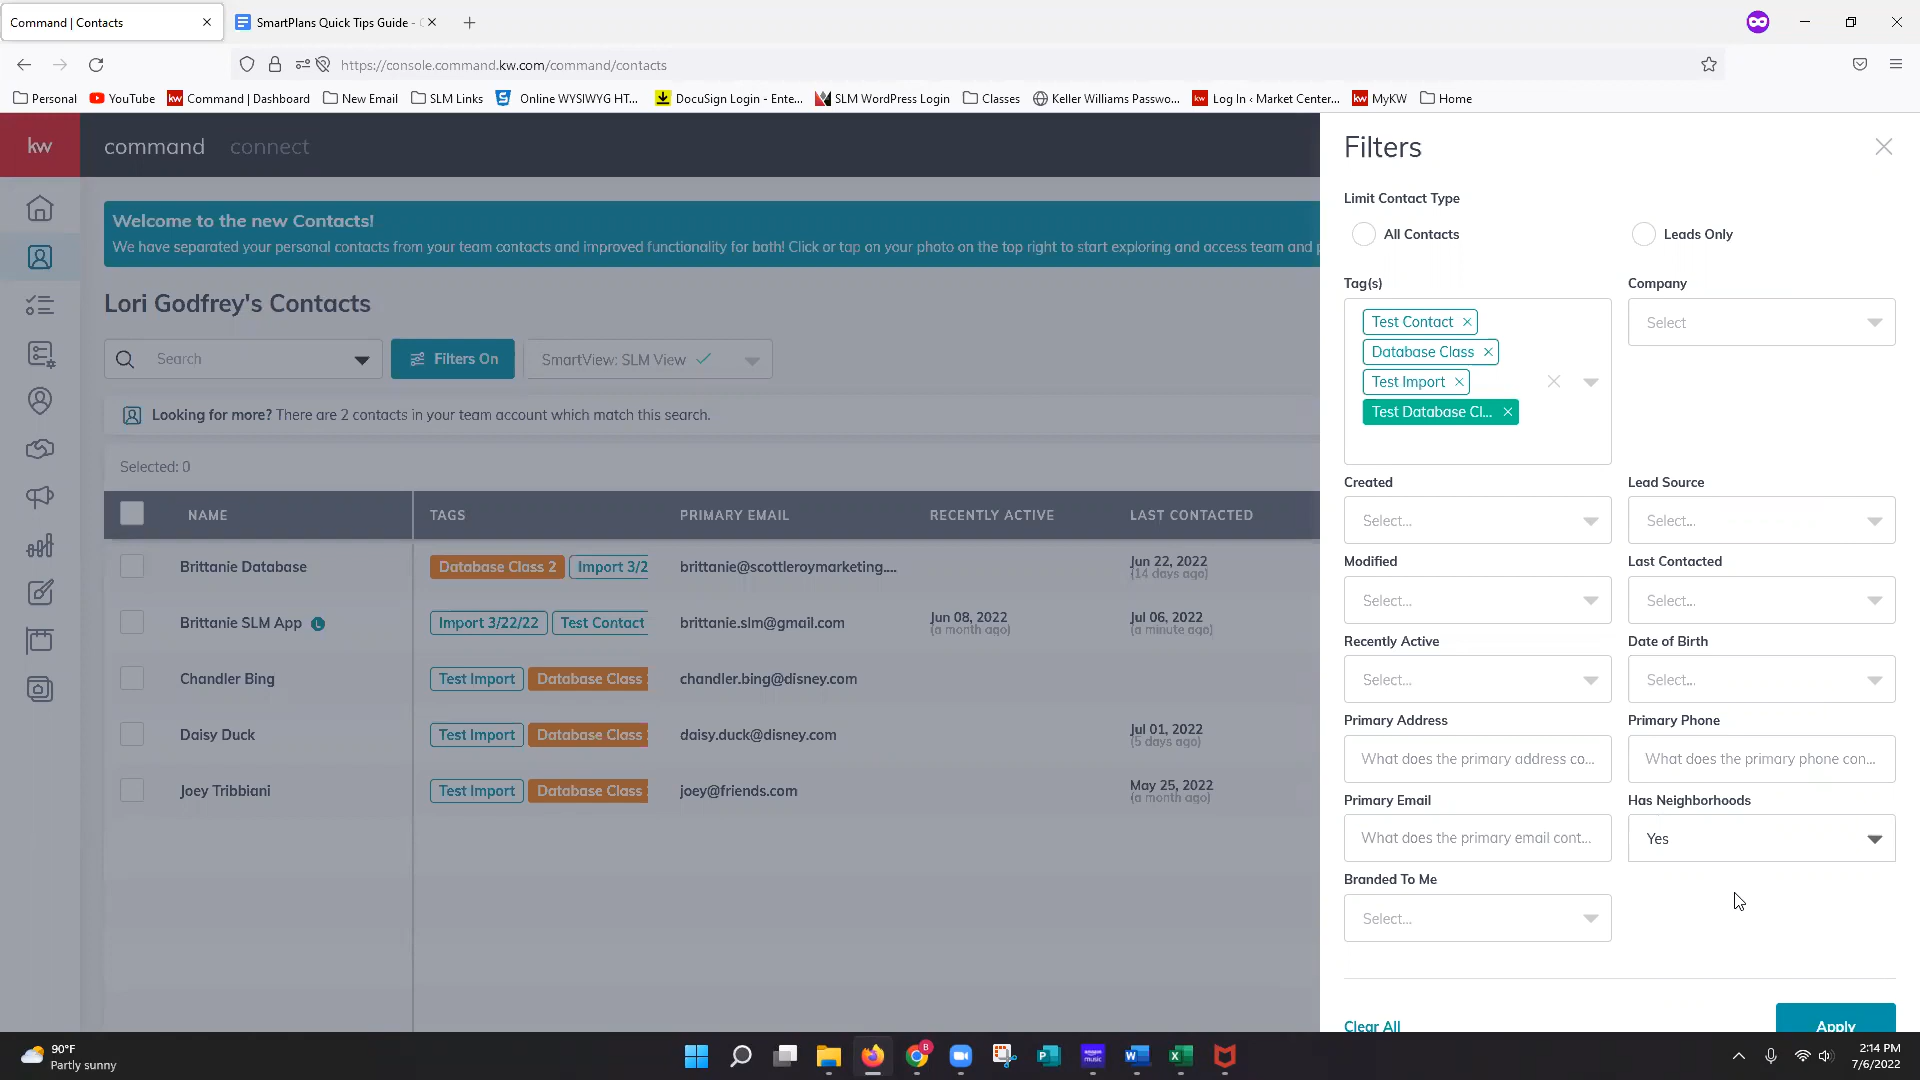 Command | Contacts
SmartPlans Quick Tips Guide -
https://console.command.kw.com/command/contacts
Personal
YouTube
kw Command | Dashboard
New Email
SLM Links
Online WYSIWYG HT...
DocuSign Login - Ente...
SLM WordPress Login
Classes
Keller Williams Passwo...
kw Log In ‹ Market Center...
kw MyKW
Home
kw
command connect
Welcome to the new Contacts!
We have separated your personal contacts from your team contacts and improved functionality for both! Click or tap on your photo on the top right to start exploring and access team and
Lori Godfrey's Contacts
Search
Filters On
SmartView: SLM View
Looking for more? There are 2 contacts in your team account which match this search.
Selected: 0
NAME TAGS PRIMARY EMAIL RECENTLY ACTIVE LAST CONTACTED
Brittanie Database Database Class 2 Import 3/2 brittanie@scottleroymarketing.... Jun 22, 2022
(14 days ago)
Brittanie SLM App L Import 3/22/22 Test Contact brittanie.slm@gmail.com Jun 08, 2022 Jul 06, 2022
(a month ago) (a minute ago)
Chandler Bing Test Import Database Class chandler.bing@disney.com
Daisy Duck Test Import Database Class daisy.duck@disney.com Jul 01, 2022
(5 days ago)
Joey Tribbiani Test Import Database Class joey@friends.com May 25, 2022
(a month ago)
Filters
Limit Contact Type
All Contacts Leads Only
Tag(s) Company
Test Contact
Database Class
Test Import
Test Database Cl...
Select
Created Lead Source
Select... Select...
Modified Last Contacted
Select... Select...
Recently Active Date of Birth
Select... Select...
Primary Address Primary Phone
What does the primary address co... What does the primary phone con...
Primary Email Has Neighborhoods
What does the primary email cont... Yes
Branded To Me
Select...
Clear All Apply
90°F
Partly sunny
2:14 PM
7/6/2022